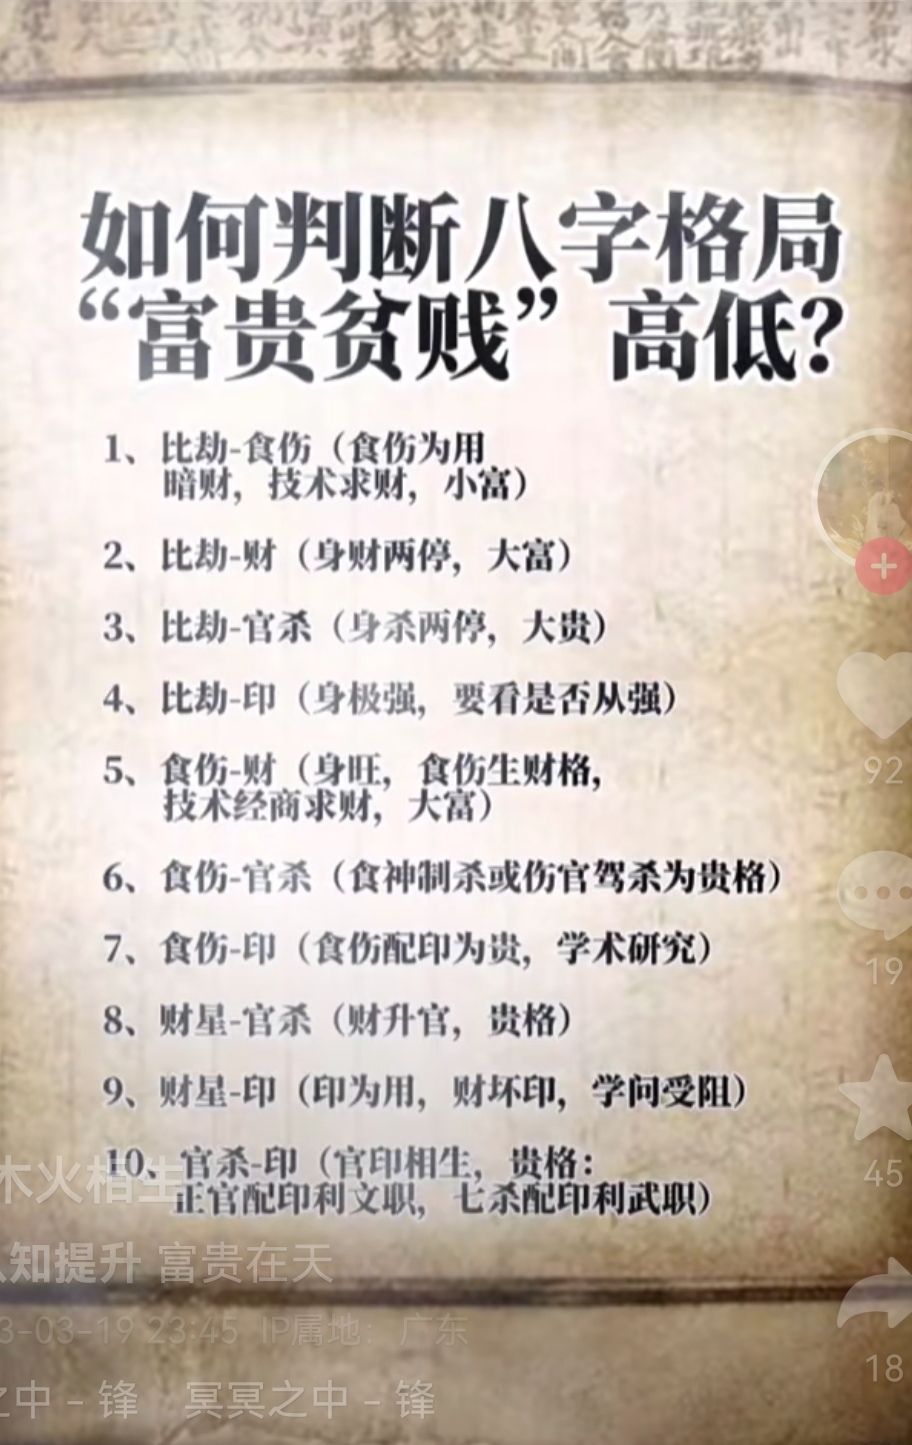 如何判断八字格局
“富贵贫贱”高低？
1、比劫-食伤（食伤为用
暗财，技术求财，小富）
2、比劫-财（身财两停，大富）
3、比劫-官杀（身杀两停，大贵）
4、比劫-印（身极强，要看是否从强）
5、食伤-财（身旺，食伤生财格，
技术经商求财，大富）
6、食伤-官杀（食神制杀或伤官驾杀为贵格）
7、食伤-印（食伤配印为贵，学术研究）
8、财星-官杀（财升官，贵格）
9、财星-印（印为用，财坏印，学问受阻）
10、官杀-印（官印相生，贵格：
正官配印利文职，七杀配印利武职）
92
19
45
18
木火相生
知提升 富贵在天
3-03-19 23:45 IP属地：广东
之中-锋 冥冥之中-锋